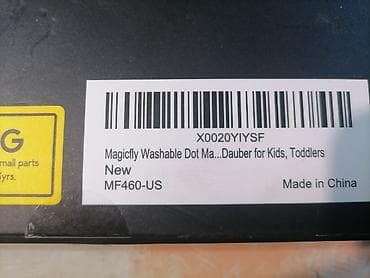 G
mall parts
yrs.
X0020YIYSF
Magicfly Washable Dot Ma...Dauber for Kids, Toddlers
New
MF460-US Made in China